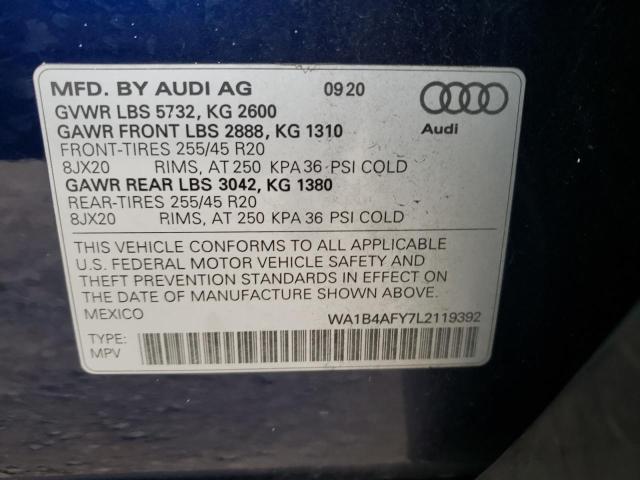 MFD. BY AUDI AG 09 20
GVWR LBS 5732, KG 2600
GAWR FRONT LBS 2888, KG 1310
FRONT-TIRES 255/45 R20
8JX20 RIMS, AT 250 KPA 36 PSI COLD
GAWR REAR LBS 3042, KG 1380
REAR-TIRES 255/45 R20
8JX20 RIMS, AT 250 KPA 36 PSI COLD
Audi
THIS VEHICLE CONFORMS TO ALL APPLICABLE
U.S. FEDERAL MOTOR VEHICLE SAFETY AND
THEFT PREVENTION STANDARDS IN EFFECT ON
THE DATE OF MANUFACTURE SHOWN ABOVE.
MEXICO WA1B4AFY7L2119392
TYPE:
MPV